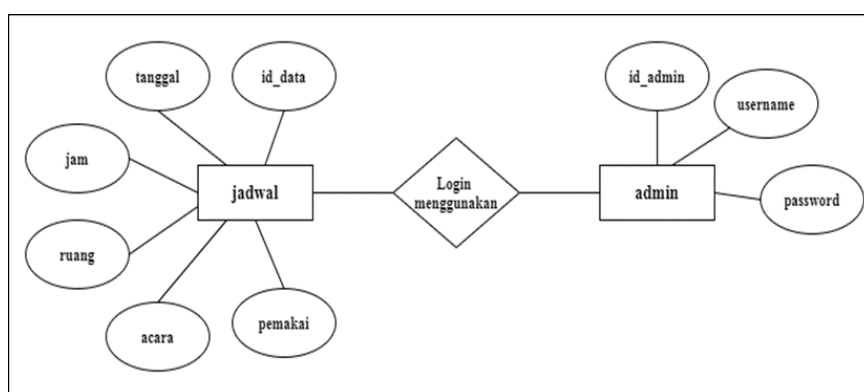 tanggal
id_data
id_admin
username
jam
jadwal
Login
menggunakan
admin
password
ruang
acara
pemakai